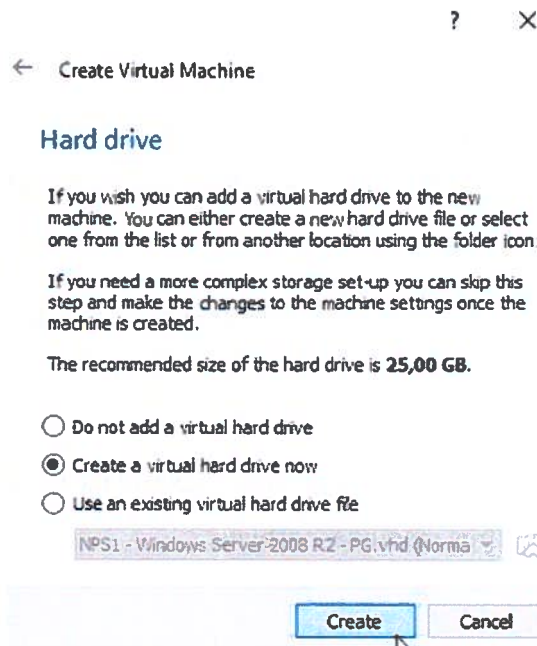 ?
Create Virtual Machine
Hard drive
If you wish you can add a virtual hard drive to the new
machine. You can either create a new hard drive file or select
one from the list or from another location using the folder icon
If you need a more complex storage set-up you can skip this
step and make the changes to the machine settings once the
machine is created.
The recommended size of the hard drive is 25,00 GB.
Do not add a virtual hard drive
Create a virtual hard drive now
Use an existing virtual hard drive file
NPS1 - Windows Server 2008 R2 - PG.vhd (Norma
Create Cancel